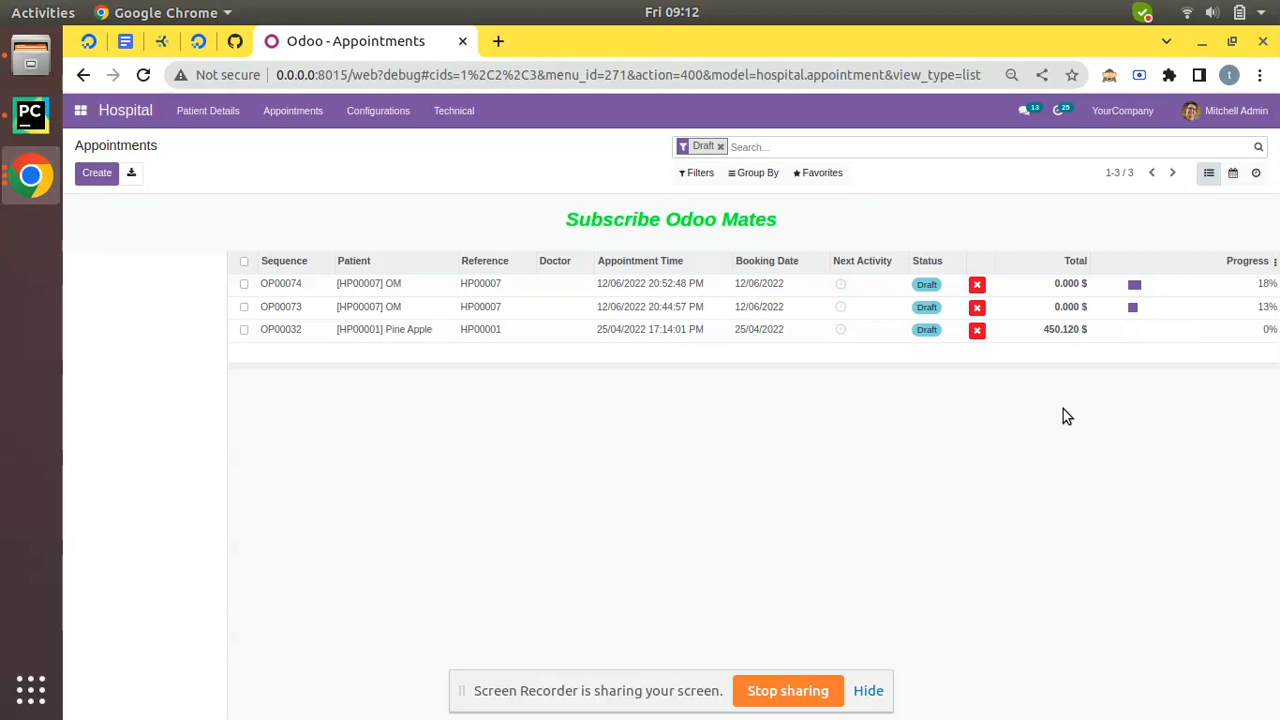 Activities Google Chrome Fri 09:12
Odoo - Appointments
Not secure 0.0.0.0:8015/web?debug#cids=1%2C2%2C3&menu_id=271&action=400&model=hospital.appointment&view_type=list t
Hospital Patient Details Appointments Configurations Technical 13 25 YourCompany Mitchell Admin
Appointments Draft Search...
Create Filters Group By Favorites 1-3 / 3
Subscribe Odoo Mates
Sequence Patient Reference Doctor Appointment Time Booking Date Next Activity Status Total Progress
OP00074 [HP00007] OM HP00007 12/06/2022 20:52:48 PM 12/06/2022 Draft 0.000 $ 18%
OP00073 [HP00007] OM HP00007 12/06/2022 20:44:57 PM 12/06/2022 Draft 0.000 $ 13%
OP00032 [HP00001] Pine Apple HP00001 25/04/2022 17:14:01 PM 25/04/2022 Draft 450.120 $ 0%
PC
Screen Recorder is sharing your screen. Stop sharing Hide